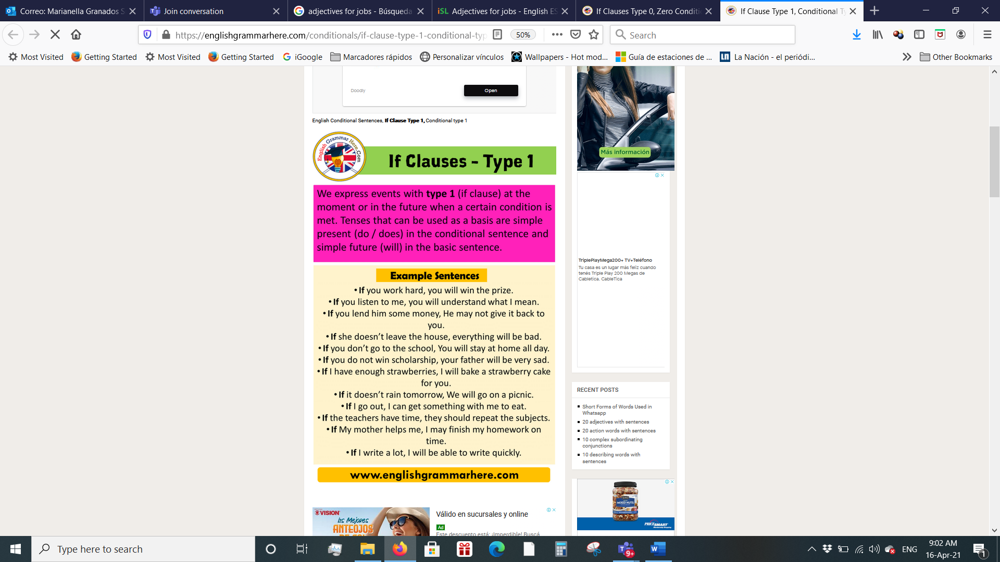 Correo: Marianella Granados S
Join conversation
adjectives for jobs - Búsqueda
iSL Adjectives for jobs - English ES
If Clauses Type 0, Zero Conditi
If Clause Type 1, Conditional Ty
https://englishgrammarhere.com/conditionals/if-clause-type-1-conditional-typ
50%
Search
Most Visited
Getting Started
Most Visited
Getting Started
iGoogle
Marcadores rápidos
Personalizar vínculos
Wallpapers - Hot mod...
Guía de estaciones de ...
La Nación - el periódi...
Other Bookmarks
Doodly
Open
English Conditional Sentences, If Clause Type 1, Conditional type 1
English Grammar Here.Com
If Clauses - Type 1
We express events with type 1 (if clause) at the
moment or in the future when a certain condition is
met. Tenses that can be used as a basis are simple
present (do / does) in the conditional sentence and
simple future (will) in the basic sentence.
Example Sentences
• If you work hard, you will win the prize.
• If you listen to me, you will understand what I mean.
• If you lend him some money, He may not give it back to
you.
• If she doesn't leave the house, everything will be bad.
• If you don't go to the school, You will stay at home all day.
• If you do not win scholarship, your father will be very sad.
• If I have enough strawberries, I will bake a strawberry cake
for you.
• If it doesn't rain tomorrow, We will go on a picnic.
• If I go out, I can get something with me to eat.
• If the teachers have time, they should repeat the subjects.
• If My mother helps me, I may finish my homework on
time.
• If I write a lot, I will be able to write quickly.
www.englishgrammarhere.com
VISION
Los Mejores
ANTEOJOS
DE SOL
Válido en sucursales y online
Ad
Este descuento está: ¡Imperdible! Buscá
Más información
TriplePlayMega200+ TV+Teléfono
Tu casa es un lugar más feliz cuando
tenés Triple Play 200 Megas de
Cabletica. CableTica
RECENT POSTS
Short Forms of Words Used in
Whatsapp
20 adjectives with sentences
20 action words with sentences
10 complex subordinating
conjunctions
10 describing words with
sentences
MIXED NUTS
PRICESMART
Membership Shopping
Type here to search
9+
ENG
9:02 AM
16-Apr-21
1